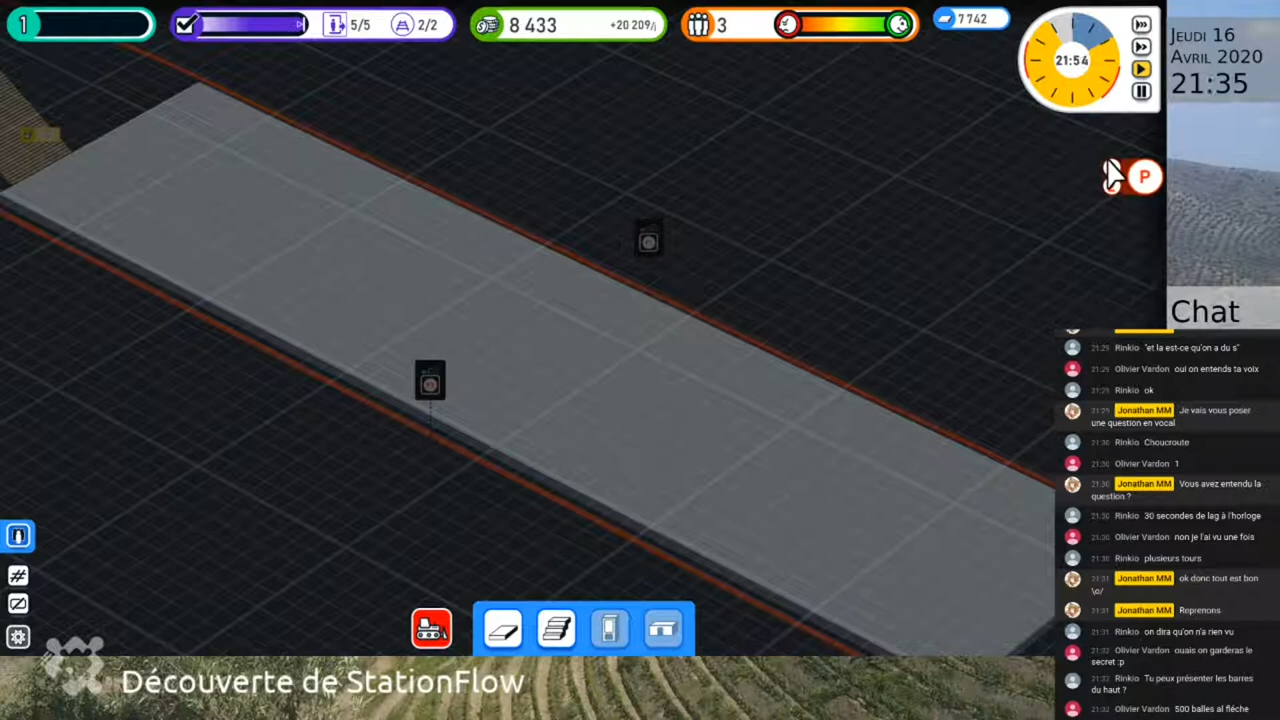 1
5/5
2/2
8 433
+20 209/j
3
7 742
21:54
Jeudi 16
Avril 2020
21:35
P
Chat
21:29 Rinkio "et la est-ce qu'on a du s"
21:29 Olivier Vardon oui on entends ta voix
21:29 Rinkio ok
21:29 Jonathan MM Je vais vous poser
une question en vocal
21:30 Rinkio Choucroute
21:30 Olivier Vardon 1
21:30 Jonathan MM Vous avez entendu la
question ?
21:30 Rinkio 30 secondes de lag à l'horloge
21:30 Olivier Vardon non je l'ai vu une fois
21:30 Rinkio plusieurs tours
21:31 Jonathan MM ok donc tout est bon
\o/
21:31 Jonathan MM Reprenons
21:31 Rinkio on dira qu'on n'a rien vu
21:32 Olivier Vardon ouais on garderas le
secret :p
21:32 Rinkio Tu peux présenter les barres
du haut ?
21:32 Olivier Vardon 500 balles al fléche
Découverte de StationFlow